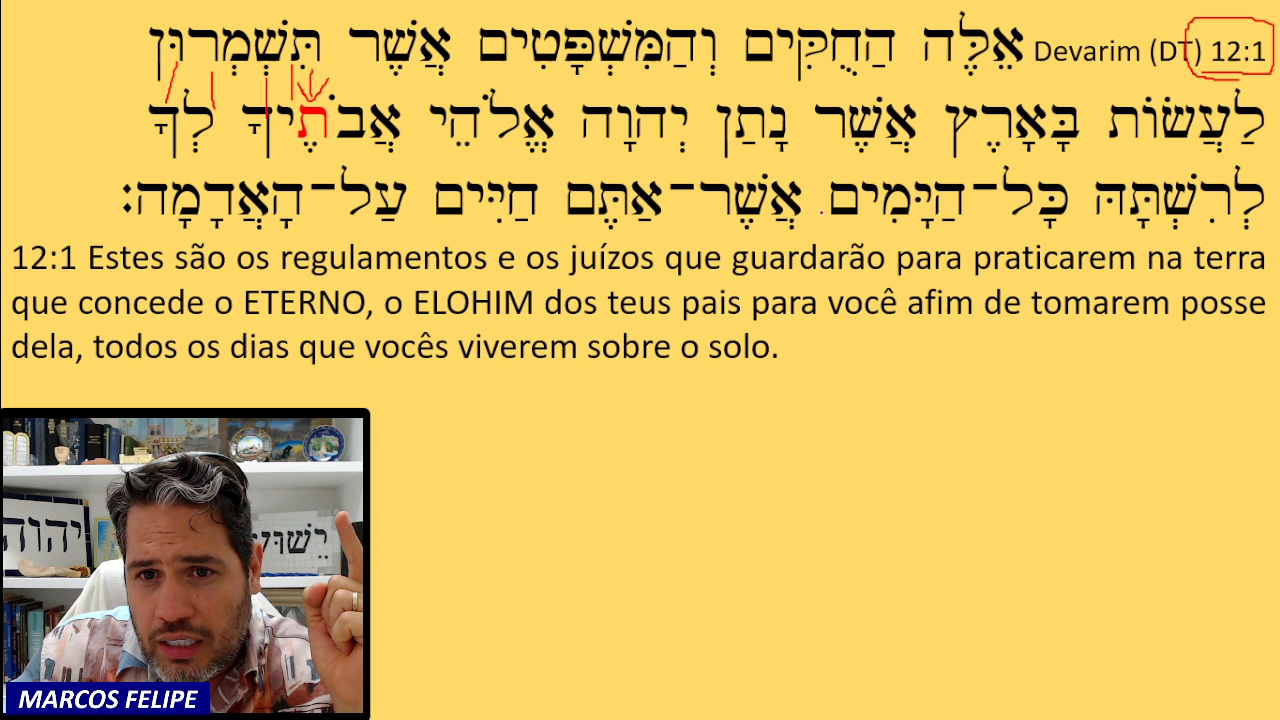 Devarim (DT) 12:1 אֵלֶּה הַחֻקִּים וְהַמִּשְׁפָּטִים אֲשֶׁר תִּשְׁמְרוּן
לַעֲשׂוֹת בָּאָרֶץ אֲשֶׁר נָתַן יְהוָה אֱלֹהֵי אֲבֹתֶיךָ לְךָ
לְרִשְׁתָּהּ כָּל־הַיָּמִים אֲשֶׁר־אַתֶּם חַיִּים עַל־הָאֲדָמָה׃
12:1 Estes são os regulamentos e os juízos que guardarão para praticarem na terra
que concede o ETERNO, o ELOHIM dos teus pais para você afim de tomarem posse
dela, todos os dias que vocês viverem sobre o solo.
יהוה
יֵשׁוּע
MARCOS FELIPE